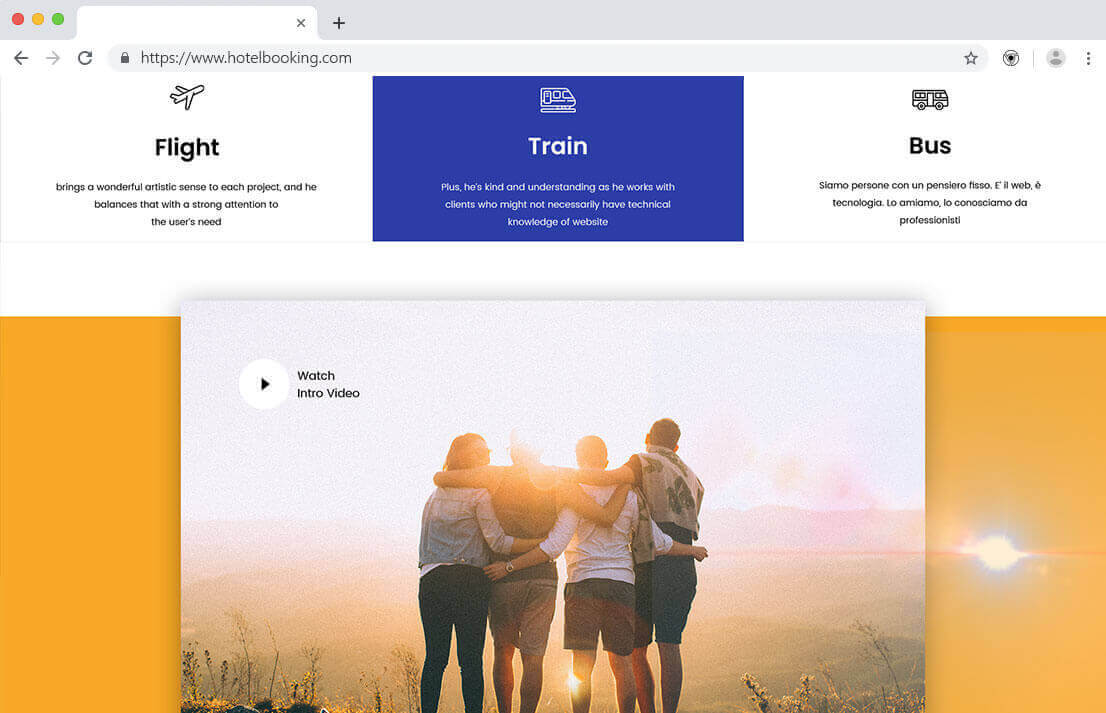 https://www.hotelbooking.com
Flight
brings a wonderful artistic sense to each project, and he
balances that with a strong attention to
the user's need
Train
Plus, he's kind and understanding as he works with
clients who might not necessarily have technical
knowledge of website
Bus
Siamo persone con un pensiero fisso. E' il web, è
tecnologia. Lo amiamo, lo conosciamo da
professionisti
Watch
Intro Video